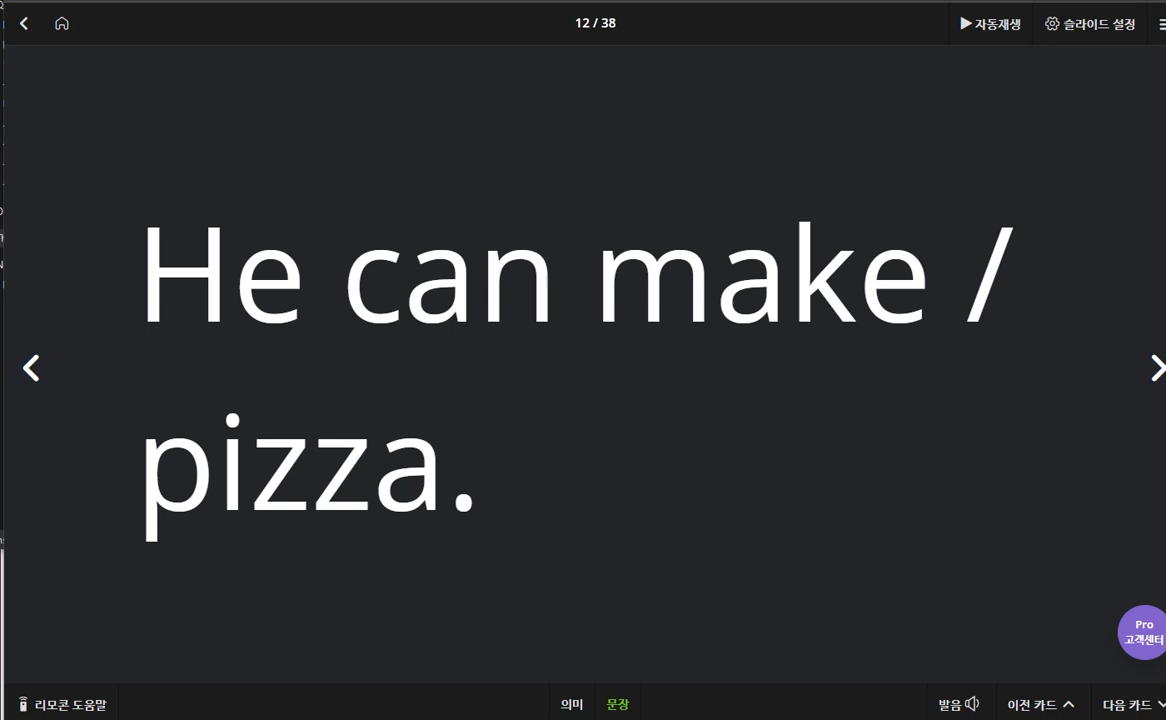 12 / 38
자동재생
슬라이드 설정
He can make /
pizza.
Pro
고객센터
리모콘 도움말
의미
문장
발음
이전 카드
다음 카드